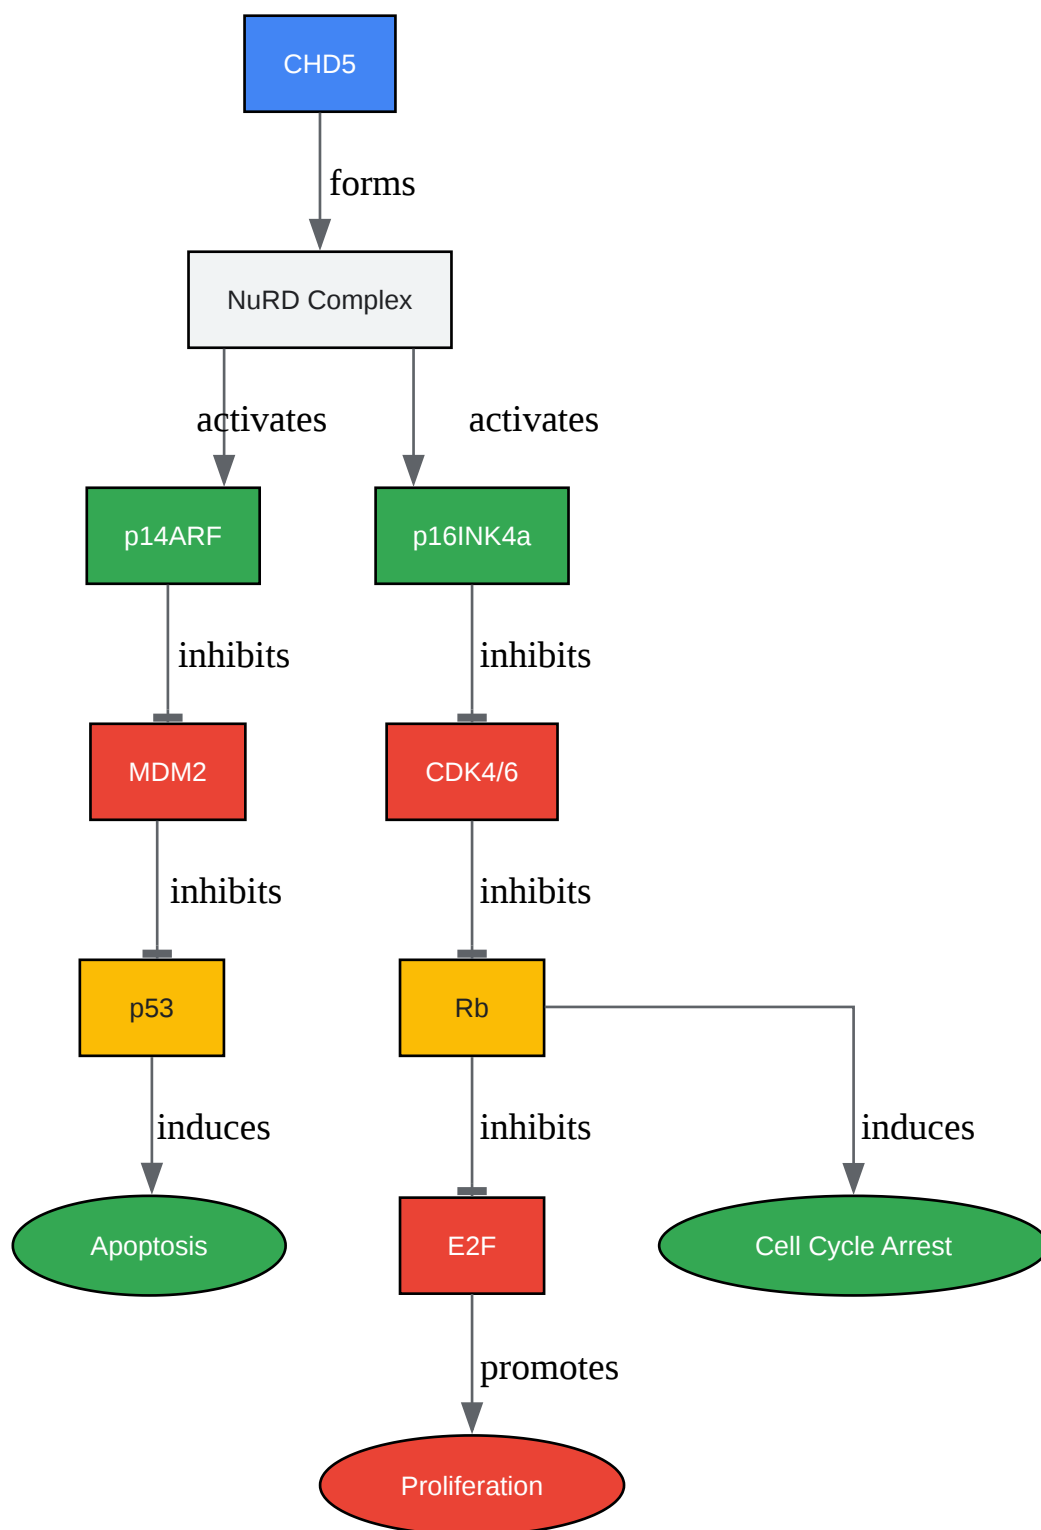 CHD5
forms
NuRD Complex
activates
activates
p14ARF
p16INK4a
inhibits
inhibits
MDM2
CDK4/6
inhibits
inhibits
p53
Rb
induces
inhibits
induces
Apoptosis
E2F
Cell Cycle Arrest
promotes
Proliferation